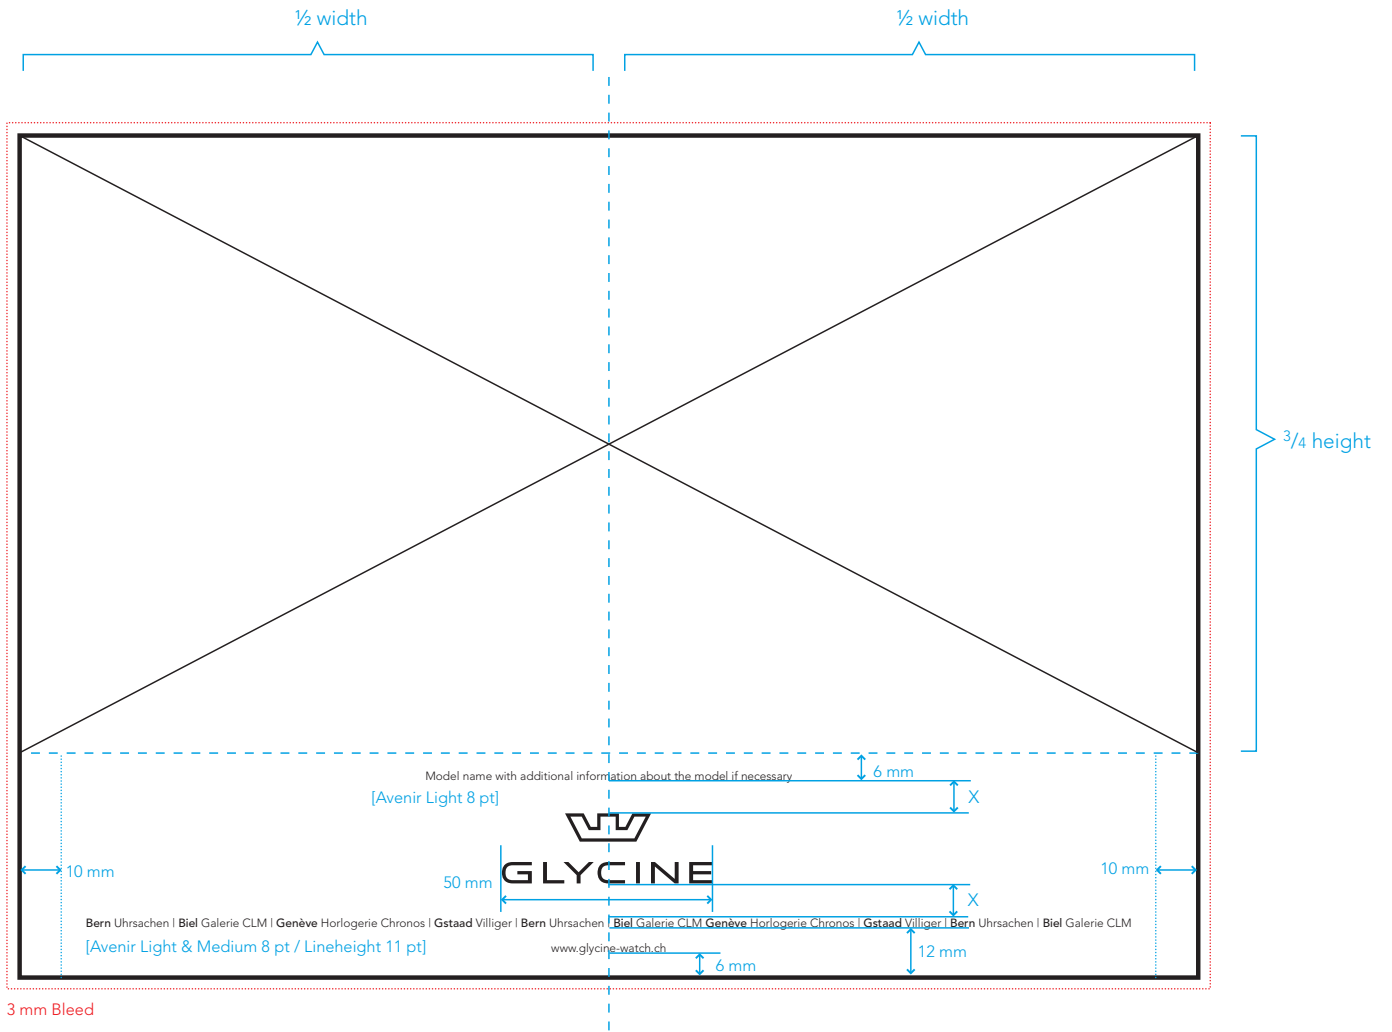 ½ width ½ width
3/4 height
Model name with additional information about the model if necessary
6 mm
[Avenir Light 8 pt]
X
GLYCINE
10 mm
50 mm
10 mm
X
Bern Uhrsachen | Biel Galerie CLM | Genève Horlogerie Chronos | Gstaad Villiger | Bern Uhrsachen | Biel Galerie CLM Genève Horlogerie Chronos | Gstaad Villiger | Bern Uhrsachen | Biel Galerie CLM
[Avenir Light & Medium 8 pt / Lineheight 11 pt]
www.glycine-watch.ch
12 mm
6 mm
3 mm Bleed